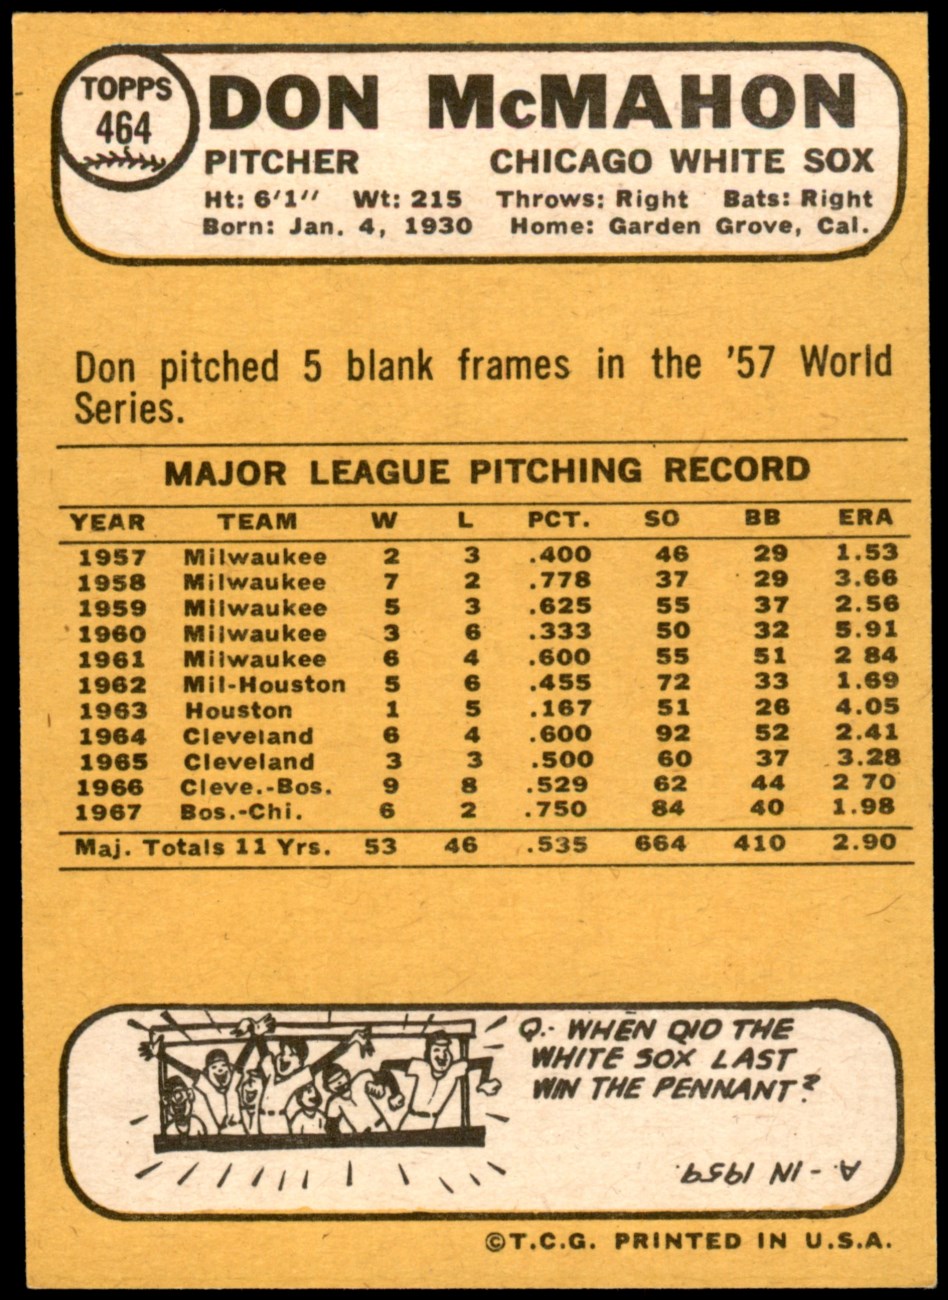 TOPPS
464
DON McMAHON
PITCHER CHICAGO WHITE SOX
Ht: 6'1" Wt: 215 Throws: Right Bats: Right
Born: Jan. 4, 1930 Home: Garden Grove, Cal.
Don pitched 5 blank frames in the '57 World
Series.
MAJOR LEAGUE PITCHING RECORD
YEAR TEAM W L PCT. SO BB ERA
1957 Milwaukee 2 3 .400 46 29 1.53
1958 Milwaukee 7 2 .778 37 29 3.66
1959 Milwaukee 5 3 .625 55 37 2.56
1960 Milwaukee 3 6 .333 50 32 5.91
1961 Milwaukee 6 4 .600 55 51 2 84
1962 Mil-Houston 5 6 .455 72 33 1.69
1963 Houston 1 5 .167 51 26 4.05
1964 Cleveland 6 4 .600 92 52 2.41
1965 Cleveland 3 3 .500 60 37 3.28
1966 Cleve.-Bos. 9 8 .529 62 44 2 70
1967 Bos.-Chi. 6 2 .750 84 40 1.98
Maj. Totals 11 Yrs. 53 46 .535 664 410 2.90
Q.- WHEN DID THE
WHITE SOX LAST
WIN THE PENNANT?
A.- IN 1959.
©T.C.G. PRINTED IN U.S.A.